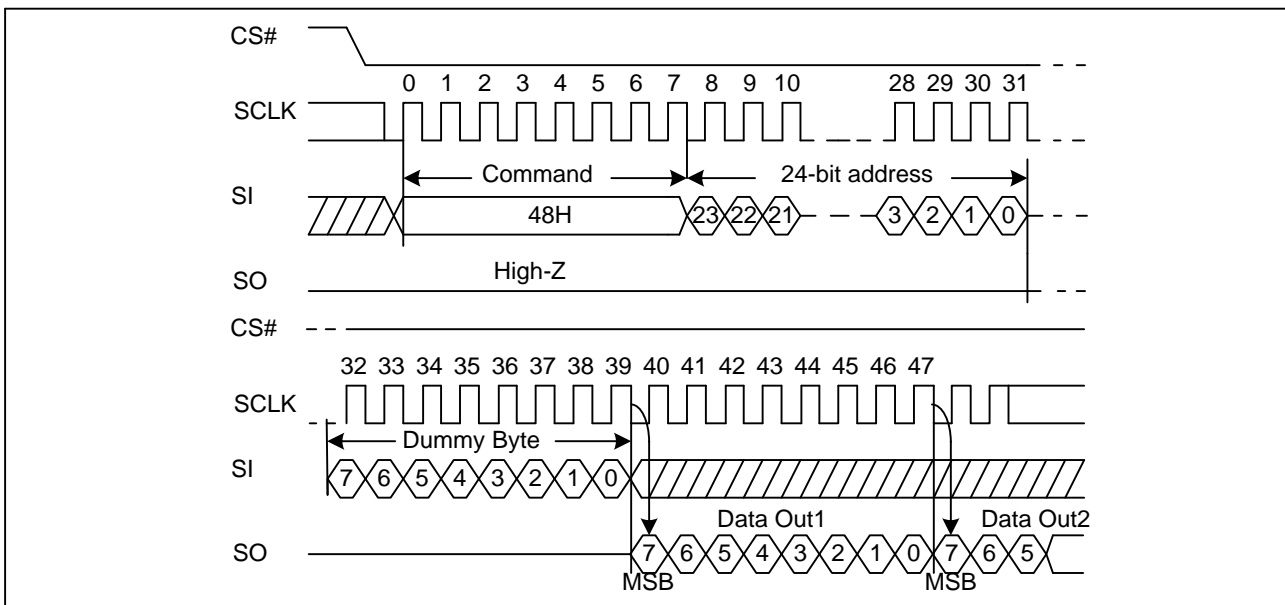 CS#
0 1 2 3 4 5 6 7 8 9 10 28 29 30 31
SCLK
Command 24-bit address
SI
48H 23 22 21 3 2 1 0
High-Z
SO
CS#
32 33 34 35 36 37 38 39 40 41 42 43 44 45 46 47
SCLK
Dummy Byte
SI
7 6 5 4 3 2 1 0
Data Out1 Data Out2
SO
7 6 5 4 3 2 1 0 7 6 5
MSB MSB